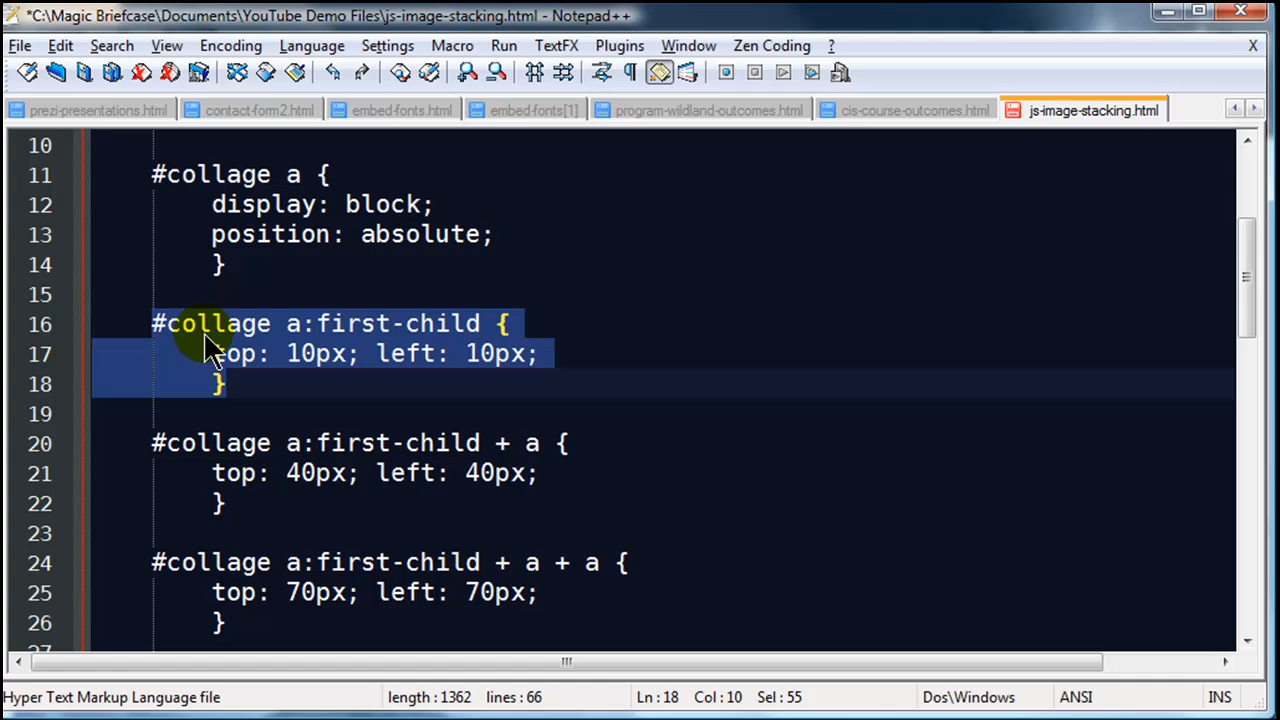 *C:\Magic Briefcase\Documents\YouTube Demo Files\js-image-stacking.html - Notepad++
File Edit Search View Encoding Language Settings Macro Run TextFX Plugins Window Zen Coding ? X
prezi-presentations.html contact-form2.html embed-fonts.html embed-fonts[1] program-wildland-outcomes.html cis-course-outcomes.html js-image-stacking.html
10
11 #collage a {
12 display: block;
13 position: absolute;
14 }
15
16 #collage a:first-child {
17 top: 10px; left: 10px;
18 }
19
20 #collage a:first-child + a {
21 top: 40px; left: 40px;
22 }
23
24 #collage a:first-child + a + a {
25 top: 70px; left: 70px;
26 }
27
Hyper Text Markup Language file length : 1362 lines : 66 Ln : 18 Col : 10 Sel : 55 Dos\Windows ANSI INS